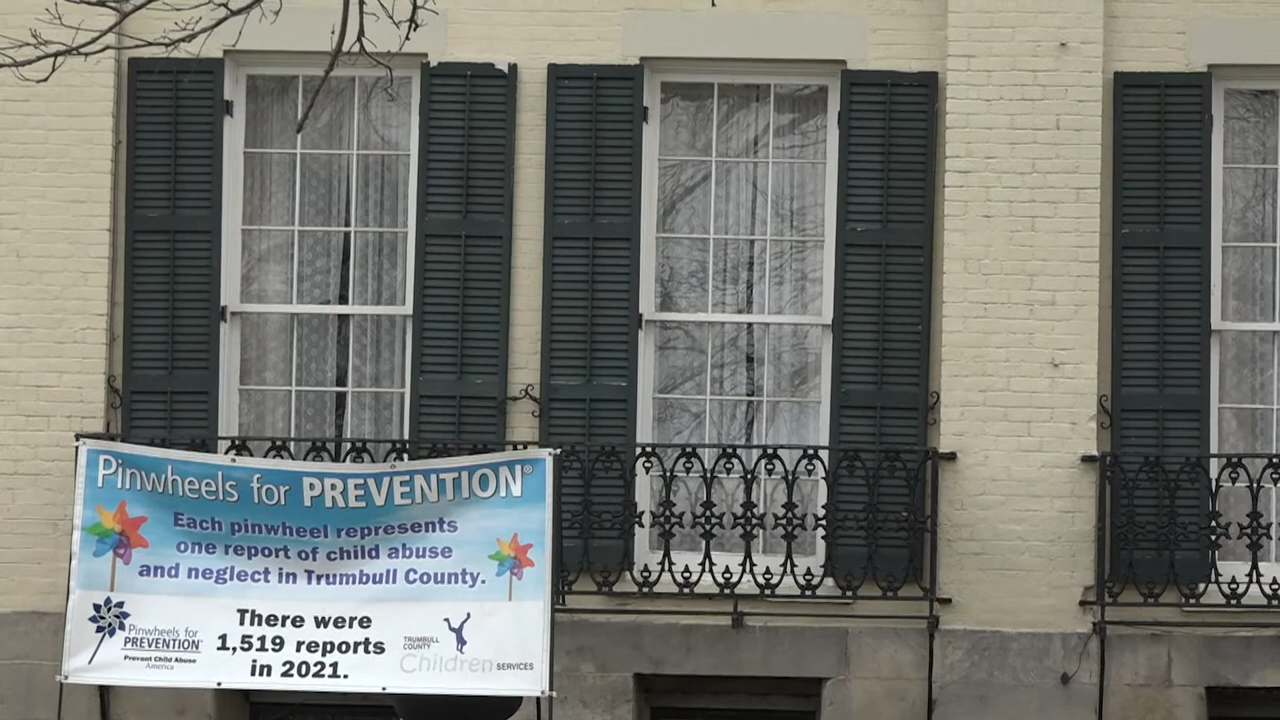 Pinwheels for PREVENTION®
Each pinwheel represents
one report of child abuse
and neglect in Trumbull County.
There were
1,519 reports
in 2021.
Pinwheels for
PREVENTION®
Prevent Child Abuse
America
TRUMBULL
COUNTY
Children SERVICES